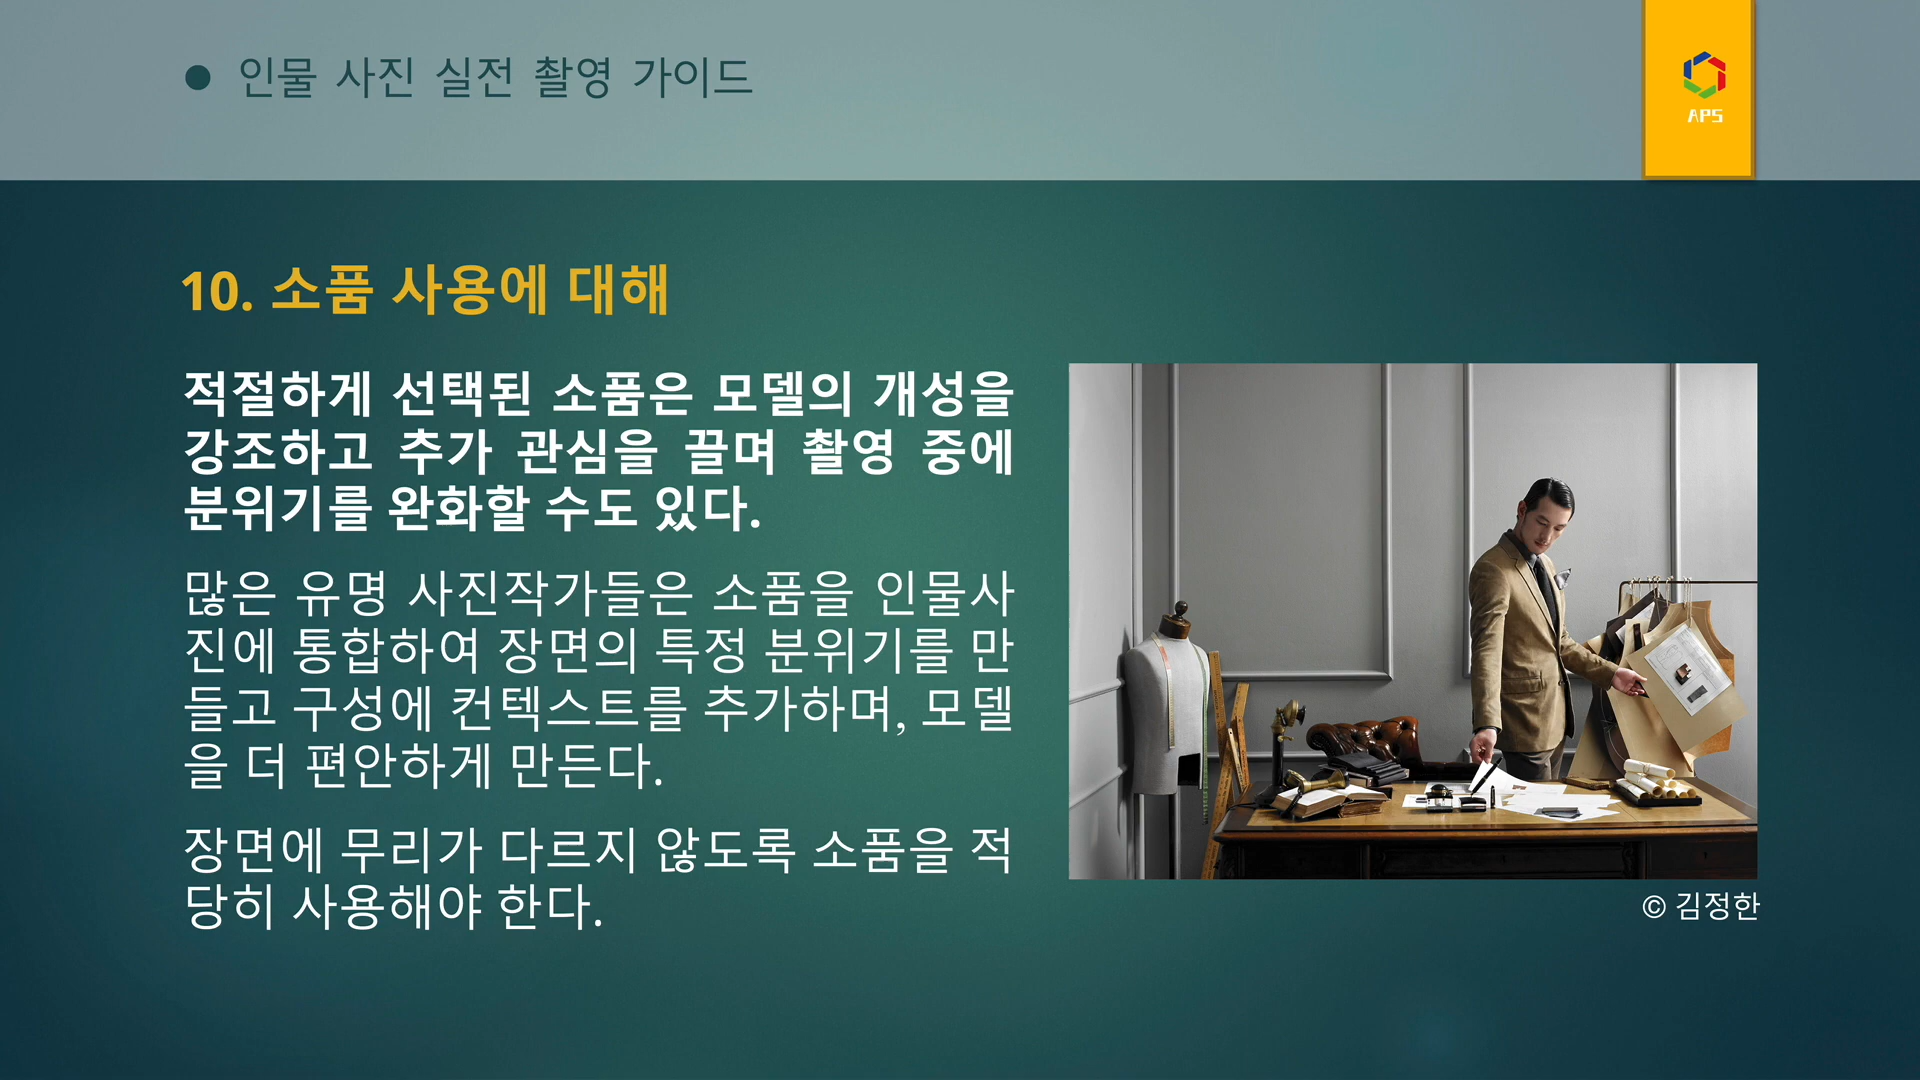 ● 인물 사진 실전 촬영 가이드
APS
10. 소품 사용에 대해
적절하게 선택된 소품은 모델의 개성을
강조하고 추가 관심을 끌며 촬영 중에
분위기를 완화할 수도 있다.
많은 유명 사진작가들은 소품을 인물사
진에 통합하여 장면의 특정 분위기를 만
들고 구성에 컨텍스트를 추가하며, 모델
을 더 편안하게 만든다.
장면에 무리가 다르지 않도록 소품을 적
당히 사용해야 한다.
© 김정한